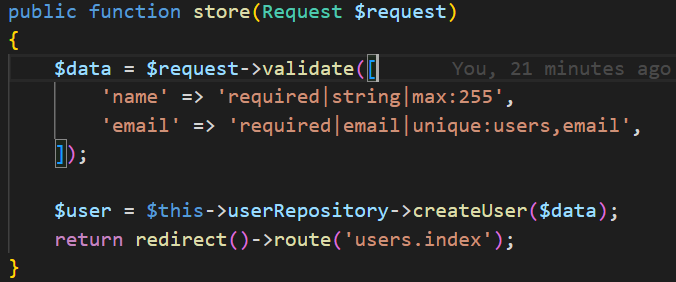 public function store(Request $request)
{
    $data = $request->validate([        You, 21 minutes ago
        'name' => 'required|string|max:255',
        'email' => 'required|email|unique:users,email',
    ]);

    $user = $this->userRepository->createUser($data);
    return redirect()->route('users.index');
}